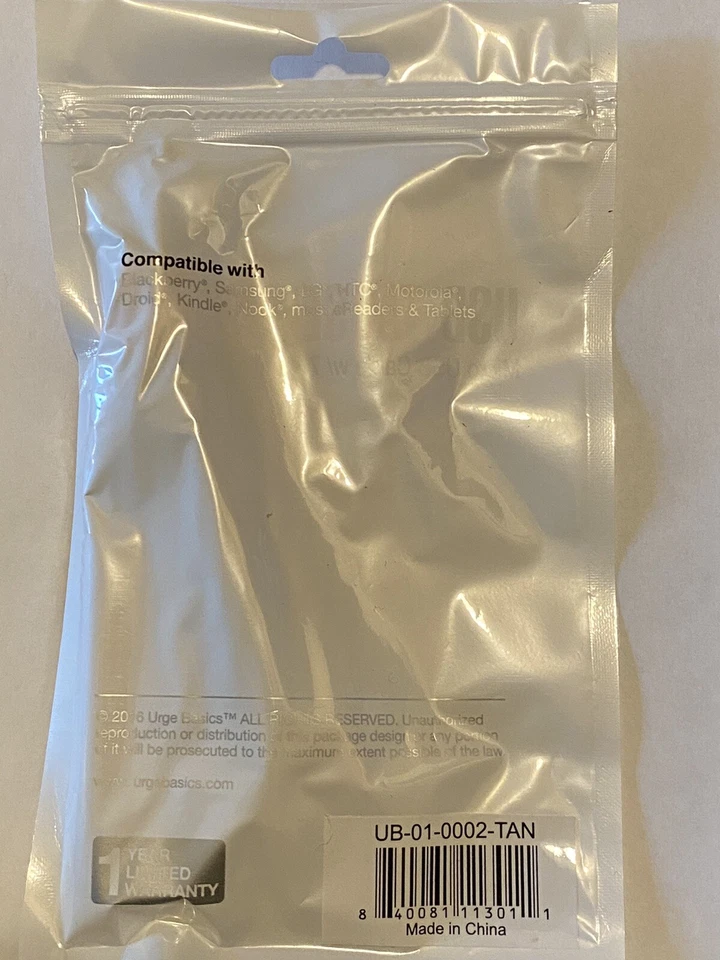 Compatible with
Blackberry®, Samsung®, LG®, HTC®, Motorola®,
Droid®, Kindle®, Nook®, most eReaders & Tablets
© 2016 Urge Basics™ ALL RIGHTS RESERVED. Unauthorized
reproduction or distribution of this package design or any portion
of it will be prosecuted to the maximum extent possible of the law
www.urgebasics.com
1 YEAR
LIMITED
WARRANTY
UB-01-0002-TAN
8 40081 11301 1
Made in China